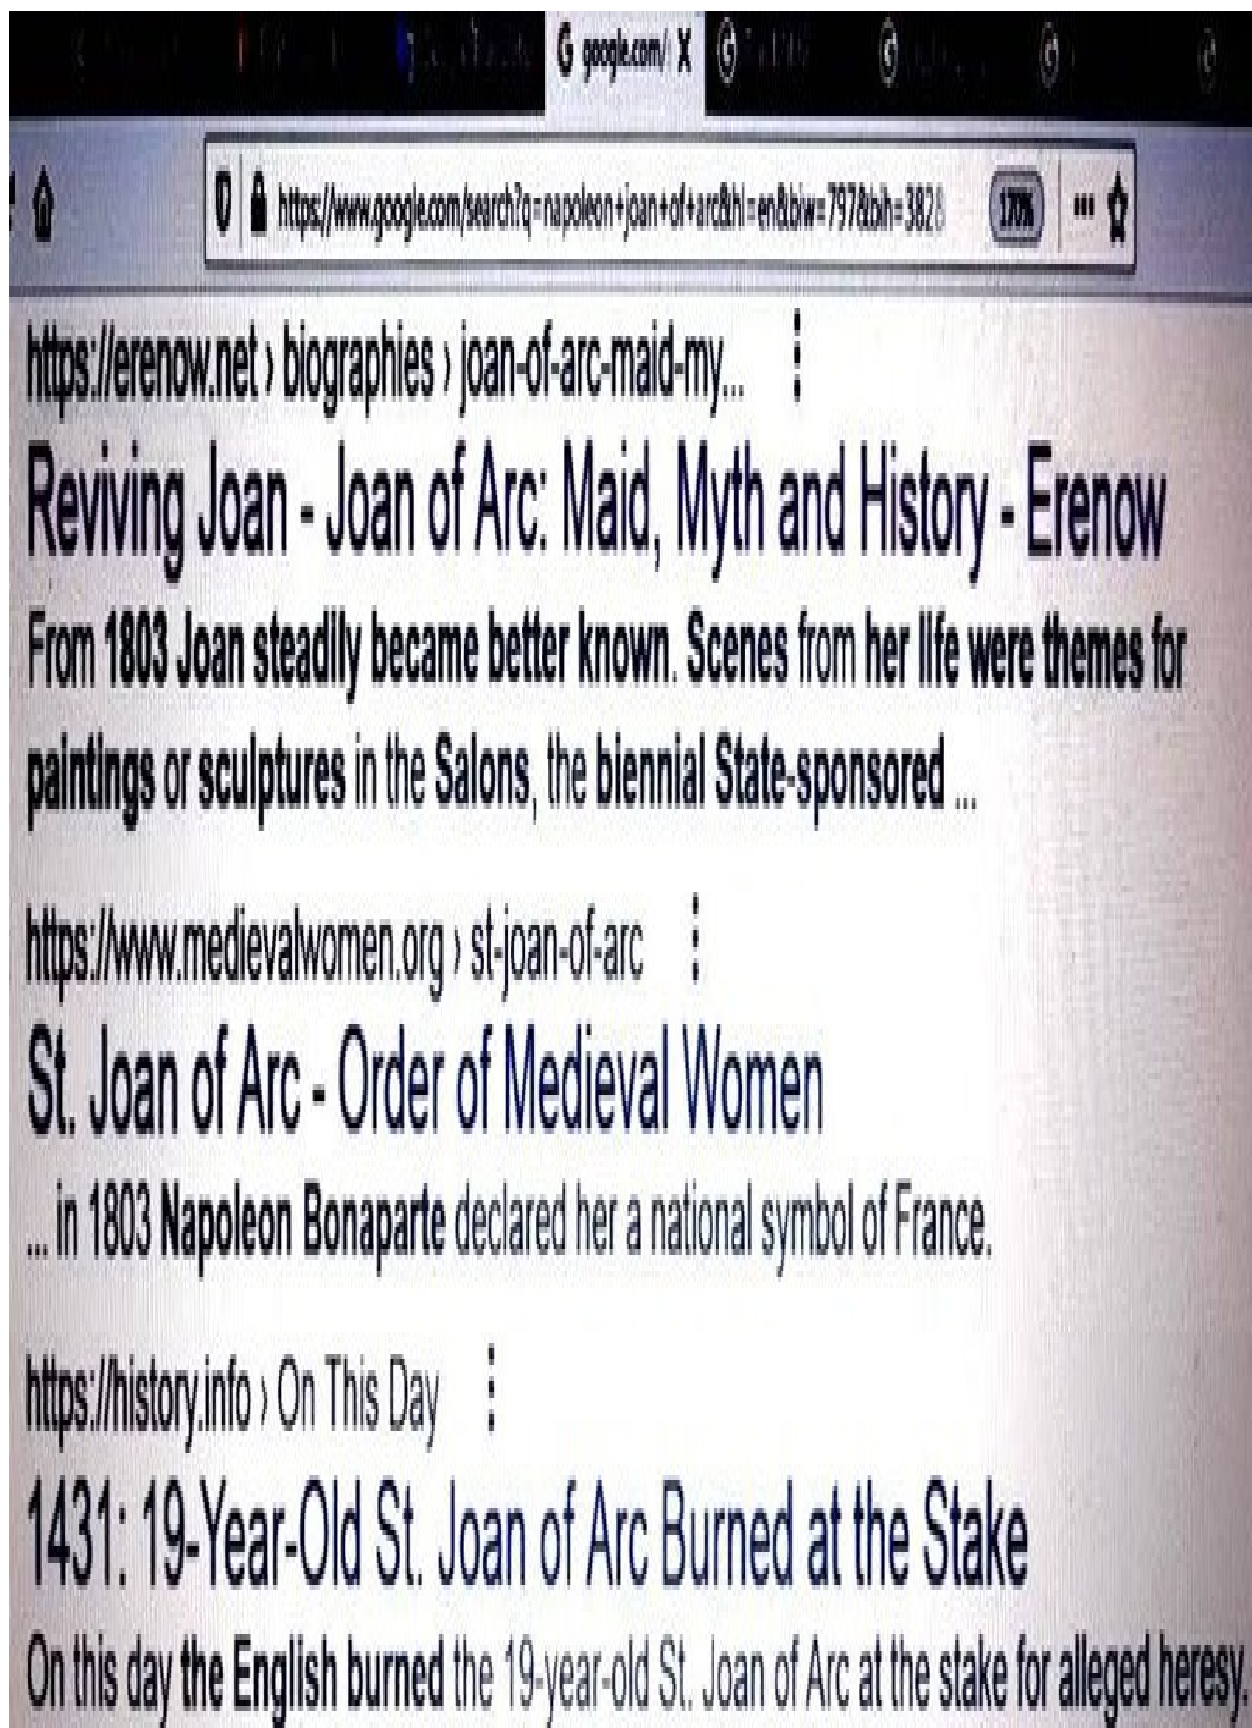 google.com/ X
https://www.google.com/search?q=napoleon+joan+of+arc&hl=en&biw=797&bih=3828 170% ...
https://erenow.net › biographies › joan-of-arc-maid-my...
Reviving Joan - Joan of Arc: Maid, Myth and History - Erenow
From 1803 Joan steadily became better known. Scenes from her life were themes for
paintings or sculptures in the Salons, the biennial State-sponsored ...
https://www.medievalwomen.org › st-joan-of-arc
St. Joan of Arc - Order of Medieval Women
... in 1803 Napoleon Bonaparte declared her a national symbol of France.
https://history.info › On This Day
1431: 19-Year-Old St. Joan of Arc Burned at the Stake
On this day the English burned the 19-year-old St. Joan of Arc at the stake for alleged heresy.